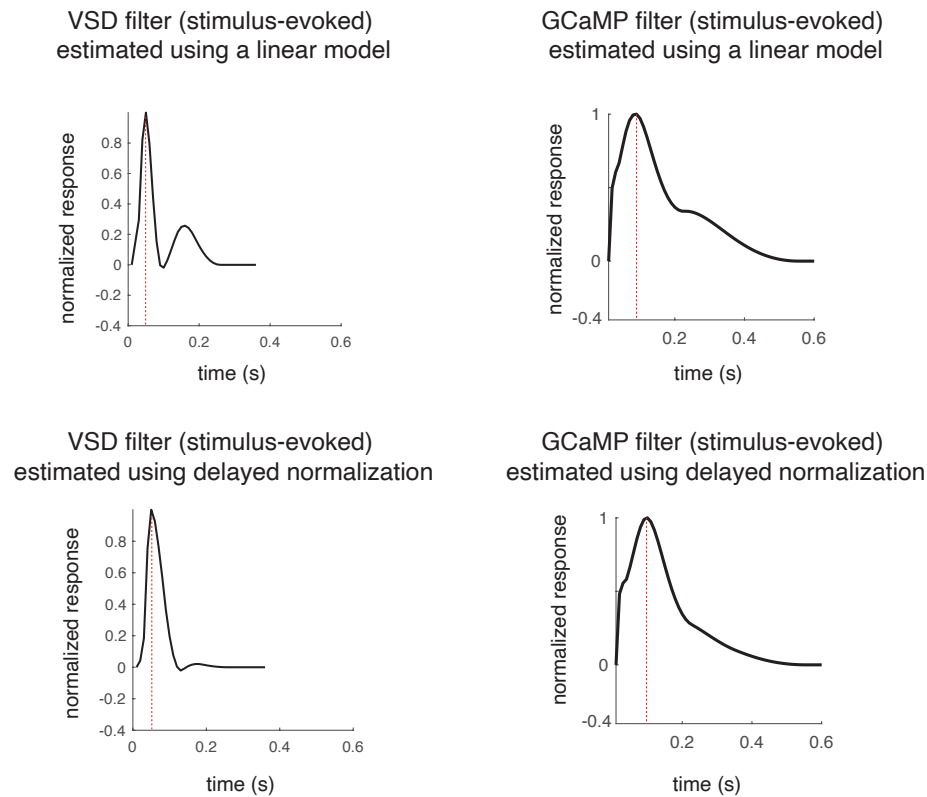 VSD filter (stimulus-evoked)
estimated using a linear model
normalized response
0.8
0.6
0.4
0.2
0
-0.2
-0.4
0
0.2
0.4
0.6
time (s)
GCaMP filter (stimulus-evoked)
estimated using a linear model
normalized response
1
0
-0.4
0.2
0.4
0.6
time (s)
VSD filter (stimulus-evoked)
estimated using delayed normalization
normalized response
0.8
0.6
0.4
0.2
0
-0.2
-0.4
0
0.2
0.4
0.6
time (s)
GCaMP filter (stimulus-evoked)
estimated using delayed normalization
normalized response
1
0
-0.4
0.2
0.4
0.6
time (s)